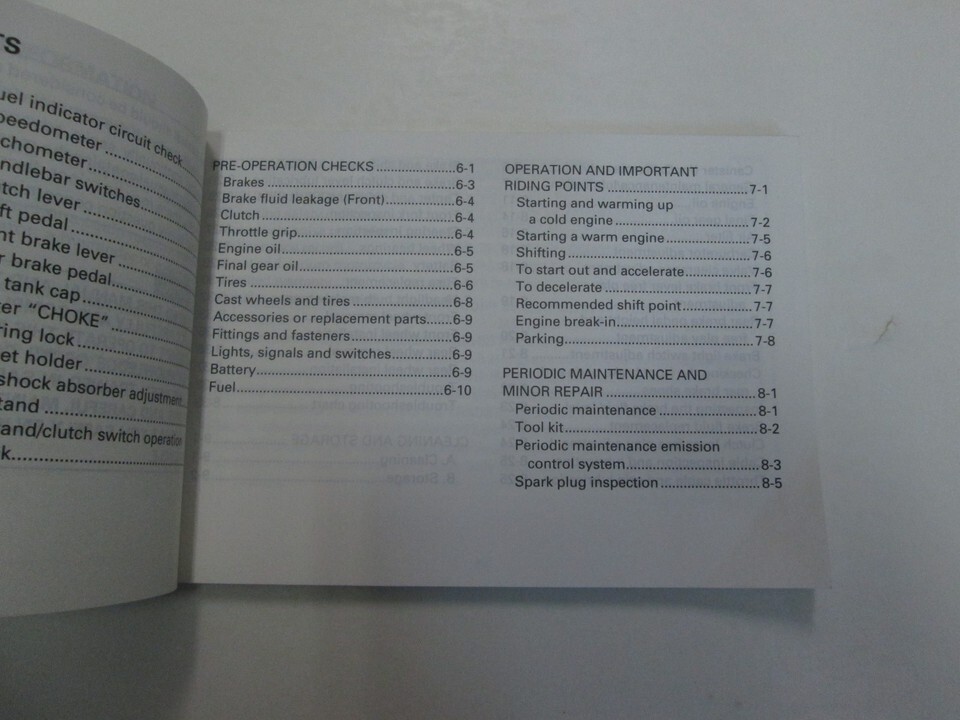 TS
uel indicator circuit check
peedometer
chometer
ndlebar switches
tch lever
ft pedal
nt brake lever
r brake pedal
tank cap
ter “CHOKE”
ring lock
et holder
shock absorber adjustment
tand
tand/clutch switch operation
k
PRE-OPERATION CHECKS 6-1
Brakes 6-3
Brake fluid leakage (Front) 6-4
Clutch 6-4
Throttle grip 6-4
Engine oil 6-5
Final gear oil 6-5
Tires 6-6
Cast wheels and tires 6-8
Accessories or replacement parts 6-9
Fittings and fasteners 6-9
Lights, signals and switches 6-9
Battery 6-9
Fuel 6-10
OPERATION AND IMPORTANT
RIDING POINTS 7-1
Starting and warming up
a cold engine 7-2
Starting a warm engine 7-5
Shifting 7-6
To start out and accelerate 7-6
To decelerate 7-7
Recommended shift point 7-7
Engine break-in 7-7
Parking 7-8
PERIODIC MAINTENANCE AND
MINOR REPAIR 8-1
Periodic maintenance 8-1
Tool kit 8-2
Periodic maintenance emission
control system 8-3
Spark plug inspection 8-5